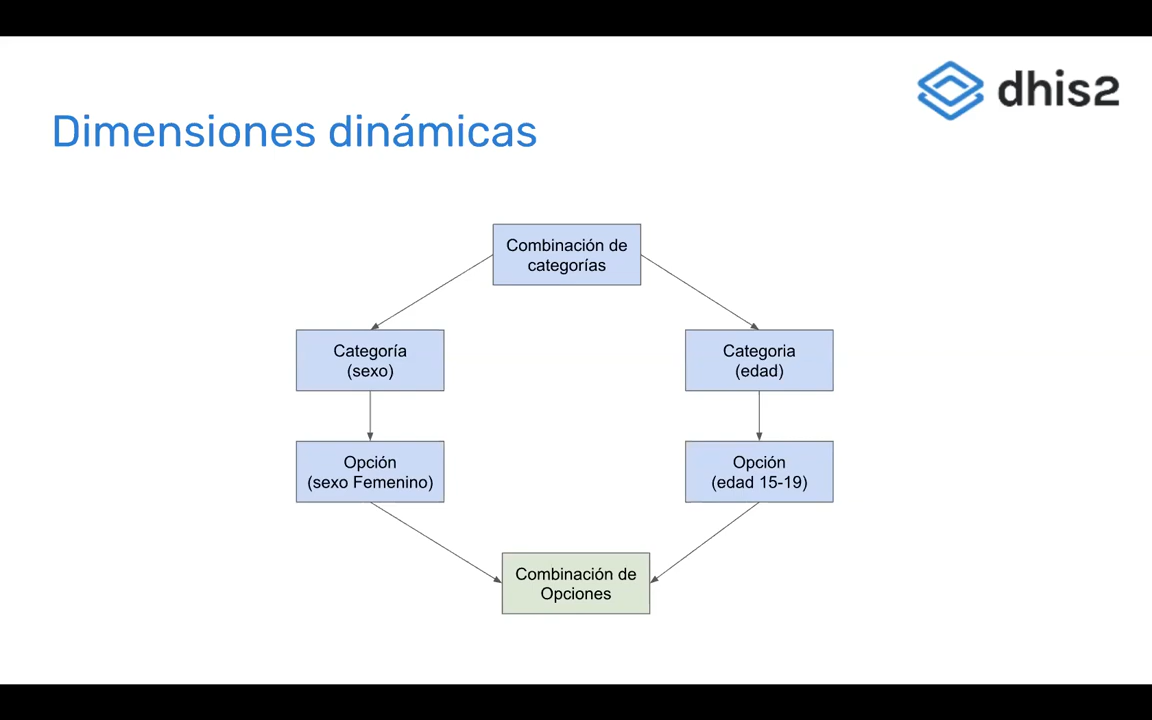 dhis2
Dimensiones dinámicas
Combinación de
categorías
Categoría
(sexo)
Categoria
(edad)
Opción
(sexo Femenino)
Opción
(edad 15-19)
Combinación de
Opciones